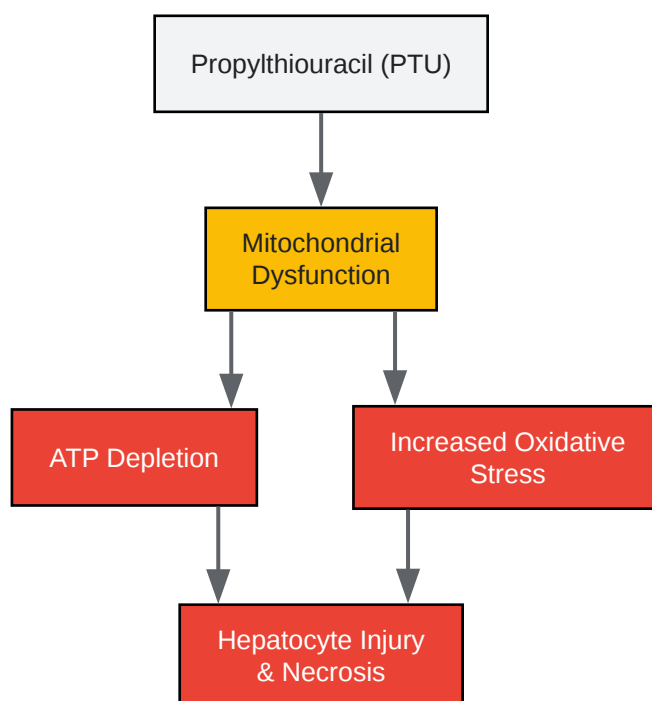 Propylthiouracil (PTU)
Mitochondrial
Dysfunction
ATP Depletion
Increased Oxidative
Stress
Hepatocyte Injury
& Necrosis